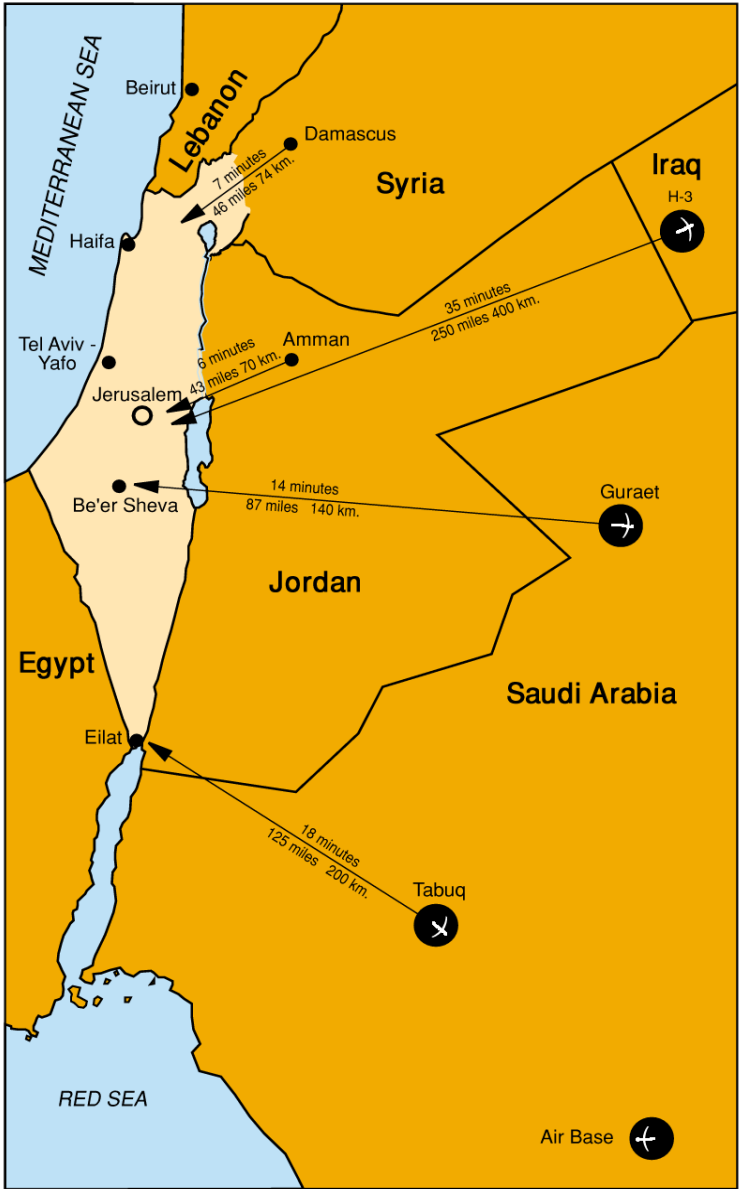 MEDITERRANEAN SEA
Beirut
Lebanon
Damascus
7 minutes
46 miles 74 km.
Syria
Iraq
H-3
Haifa
35 minutes
250 miles 400 km.
Tel Aviv -
Yafo
6 minutes
43 miles 70 km.
Amman
Jerusalem
14 minutes
87 miles 140 km.
Guraet
Be'er Sheva
Jordan
Egypt
Saudi Arabia
Eilat
18 minutes
125 miles 200 km.
Tabuq
RED SEA
Air Base